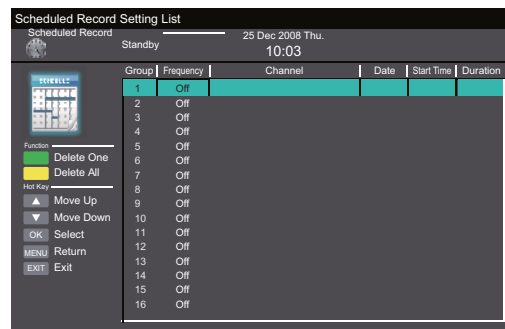 Scheduled Record Setting List
Scheduled Record
Standby
25 Dec 2008 Thu.
10:03
Group Frequency Channel Date Start Time Duration
1 Off
2 Off
3 Off
4 Off
5 Off
6 Off
7 Off
8 Off
9 Off
10 Off
11 Off
12 Off
13 Off
14 Off
15 Off
16 Off
Function
Delete One
Delete All
Hot Key
Move Up
Move Down
OK Select
MENU Return
EXIT Exit